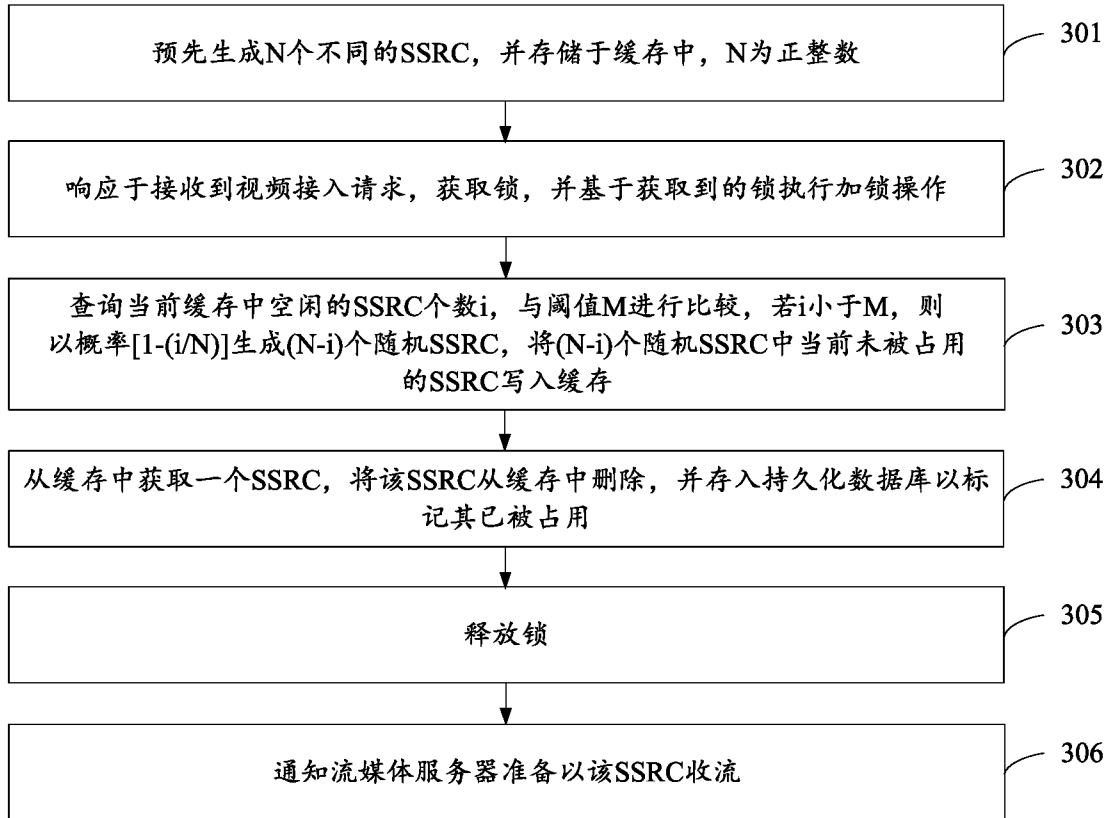 预先生成N个不同的SSRC，并存储于缓存中，N为正整数
301
响应于接收到视频接入请求，获取锁，并基于获取到的锁执行加锁操作
302
查询当前缓存中空闲的SSRC个数i，与阈值M进行比较，若i小于M，则
以概率[1-(i/N)]生成(N-i)个随机SSRC，将(N-i)个随机SSRC中当前未被占用
的SSRC写入缓存
303
从缓存中获取一个SSRC，将该SSRC从缓存中删除，并存入持久化数据库以标
记其已被占用
304
释放锁
305
通知流媒体服务器准备以该SSRC收流
306